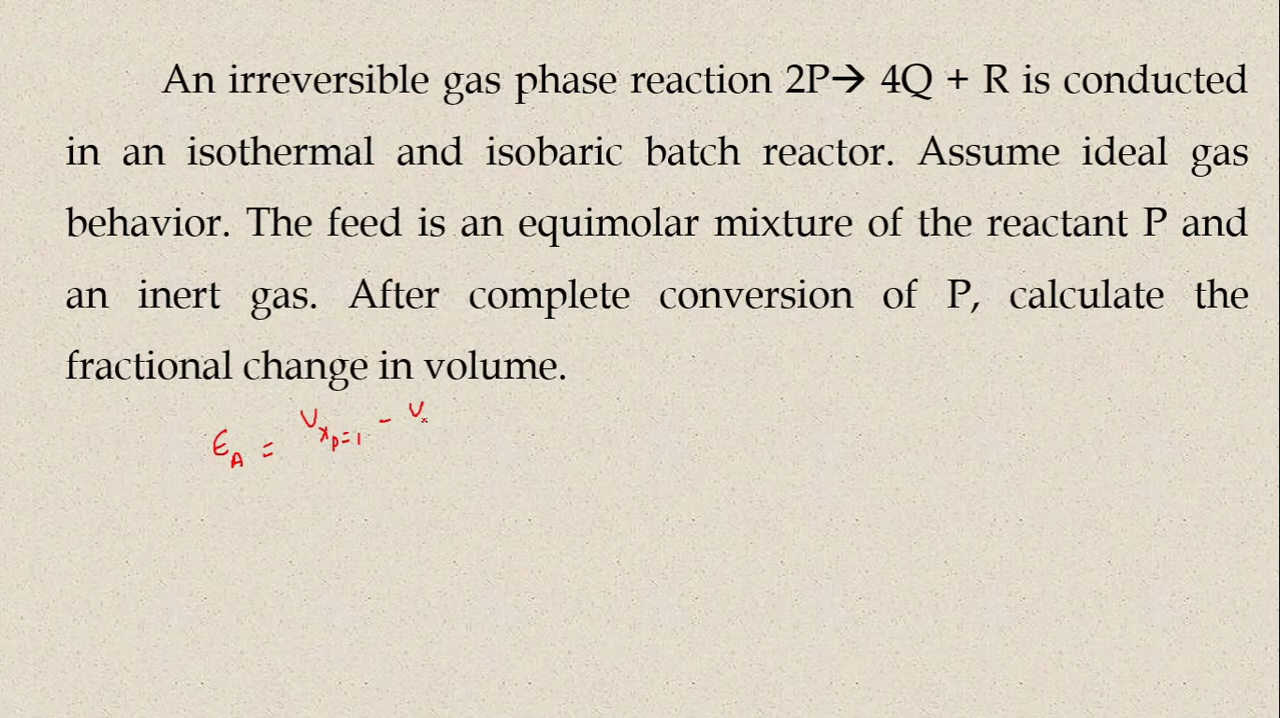 An irreversible gas phase reaction 2P→ 4Q + R is conducted
in an isothermal and isobaric batch reactor. Assume ideal gas
behavior. The feed is an equimolar mixture of the reactant P and
an inert gas. After complete conversion of P, calculate the
fractional change in volume.
ϵ_A = V_{x_P=1} - V